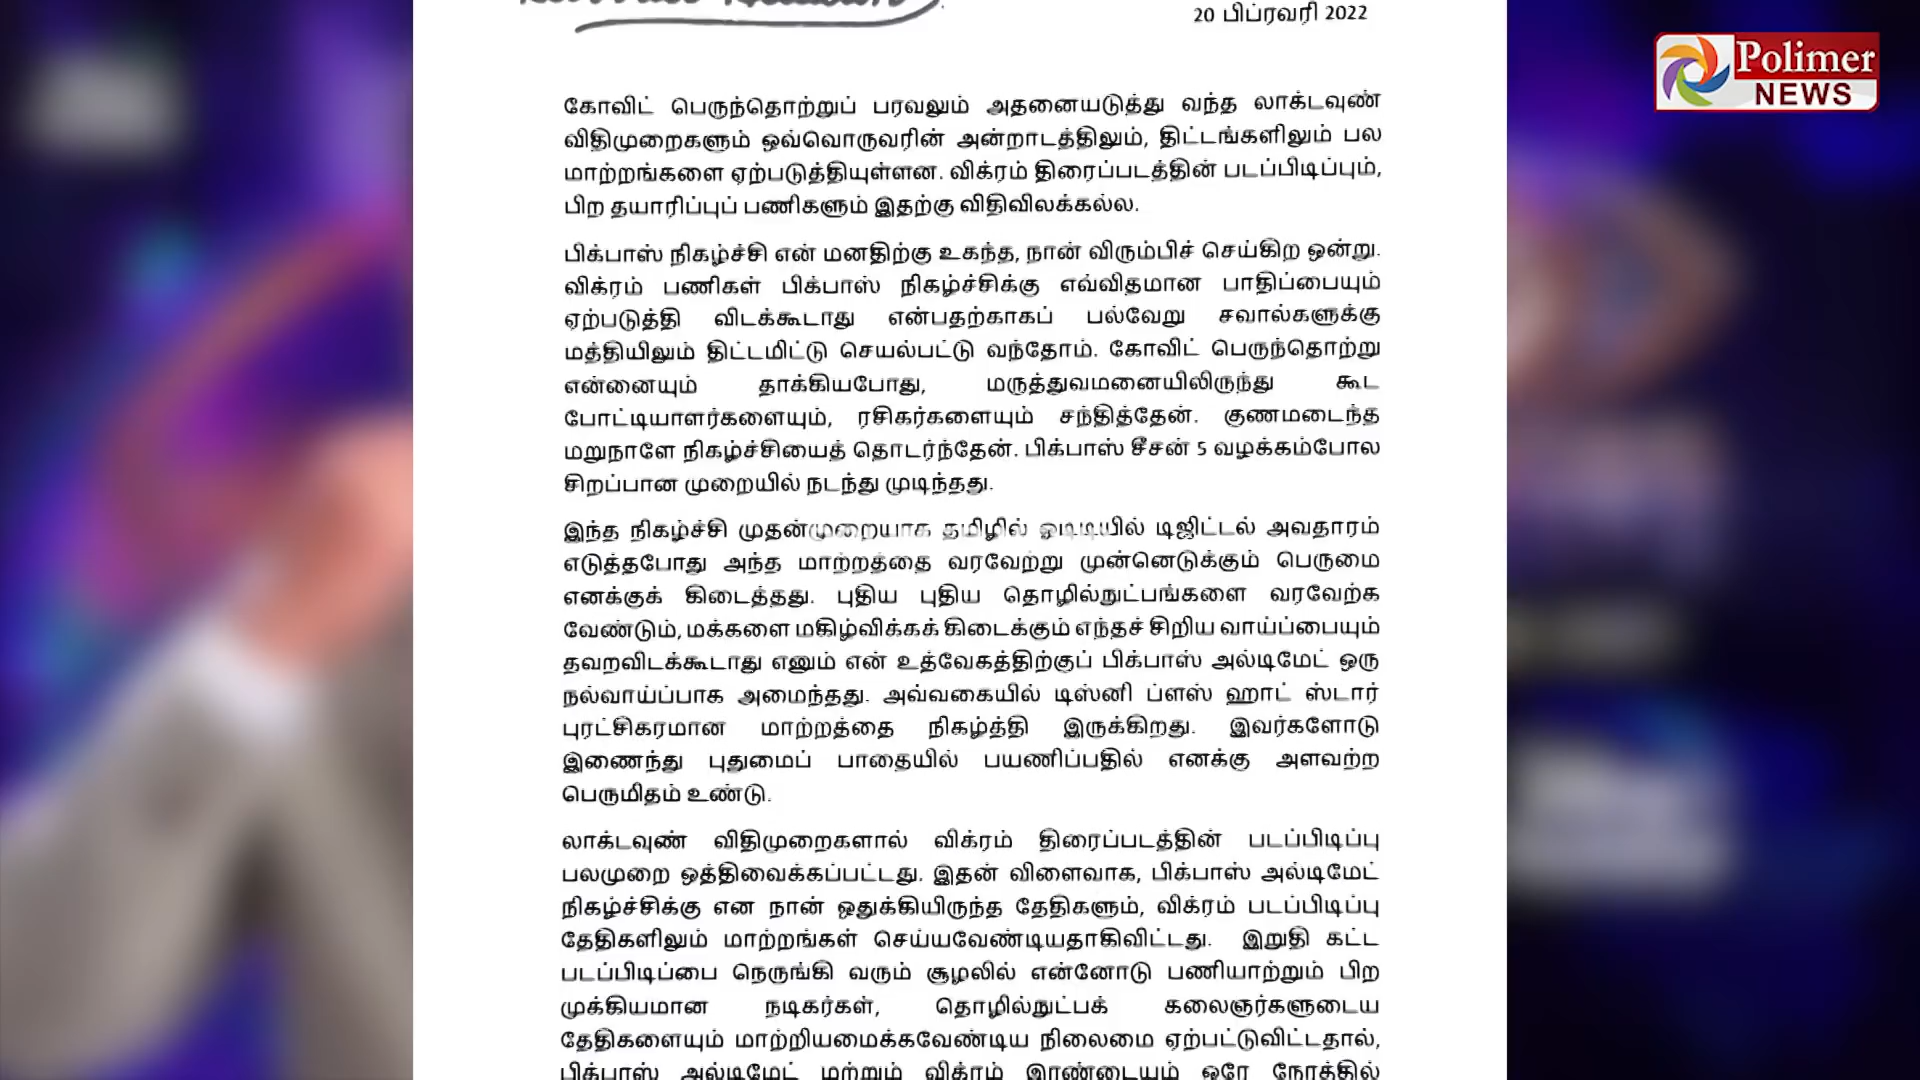 20 பிப்ரவரி 2022
Polimer
NEWS
கோவிட் பெருந்தொற்றுப் பரவலும் அதனையடுத்து வந்த லாக்டவுண்
விதிமுறைகளும் ஒவ்வொருவரின் அன்றாடத்திலும், திட்டங்களிலும் பல
மாற்றங்களை ஏற்படுத்தியுள்ளன. விக்ரம் திரைப்படத்தின் படப்பிடிப்பும்,
பிற தயாரிப்புப் பணிகளும் இதற்கு விதிவிலக்கல்ல.
பிக்பாஸ் நிகழ்ச்சி என் மனதிற்கு உகந்த, நான் விரும்பிச் செய்கிற ஒன்று.
விக்ரம் பணிகள் பிக்பாஸ் நிகழ்ச்சிக்கு எவ்விதமான பாதிப்பையும்
ஏற்படுத்தி விடக்கூடாது என்பதற்காகப் பல்வேறு சவால்களுக்கு
மத்தியிலும் திட்டமிட்டு செயல்பட்டு வந்தோம். கோவிட் பெருந்தொற்று
என்னையும் தாக்கியபோது, மருத்துவமனையிலிருந்து கூட
போட்டியாளர்களையும், ரசிகர்களையும் சந்தித்தேன். குணமடைந்த
மறுநாளே நிகழ்ச்சியைத் தொடர்ந்தேன். பிக்பாஸ் சீசன் 5 வழக்கம்போல
சிறப்பான முறையில் நடந்து முடிந்தது.
இந்த நிகழ்ச்சி முதன்முறையாக தமிழில் ஓடிடியில் டிஜிட்டல் அவதாரம்
எடுத்தபோது அந்த மாற்றத்தை வரவேற்று முன்னெடுக்கும் பெருமை
எனக்குக் கிடைத்தது. புதிய புதிய தொழில்நுட்பங்களை வரவேற்க
வேண்டும், மக்களை மகிழ்விக்கக் கிடைக்கும் எந்தச் சிறிய வாய்ப்பையும்
தவறவிடக்கூடாது எனும் என் உத்வேகத்திற்குப் பிக்பாஸ் அல்டிமேட் ஒரு
நல்வாய்ப்பாக அமைந்தது. அவ்வகையில் டிஸ்னி ப்ளஸ் ஹாட் ஸ்டார்
புரட்சிகரமான மாற்றத்தை நிகழ்த்தி இருக்கிறது. இவர்களோடு
இணைந்து புதுமைப் பாதையில் பயணிப்பதில் எனக்கு அளவற்ற
பெருமிதம் உண்டு.
லாக்டவுண் விதிமுறைகளால் விக்ரம் திரைப்படத்தின் படப்பிடிப்பு
பலமுறை ஒத்திவைக்கப்பட்டது. இதன் விளைவாக, பிக்பாஸ் அல்டிமேட்
நிகழ்ச்சிக்கு என நான் ஒதுக்கியிருந்த தேதிகளும், விக்ரம் படப்பிடிப்பு
தேதிகளிலும் மாற்றங்கள் செய்யவேண்டியதாகிவிட்டது. இறுதி கட்ட
படப்பிடிப்பை நெருங்கி வரும் சூழலில் என்னோடு பணியாற்றும் பிற
முக்கியமான நடிகர்கள், தொழில்நுட்பக் கலைஞர்களுடைய
தேதிகளையும் மாற்றியமைக்கவேண்டிய நிலைமை ஏற்பட்டுவிட்டதால்,
பிக்பாஸ் அல்டிமேட் மற்றும் விக்ரம் இரண்டையும் ஒரே நேரத்தில்